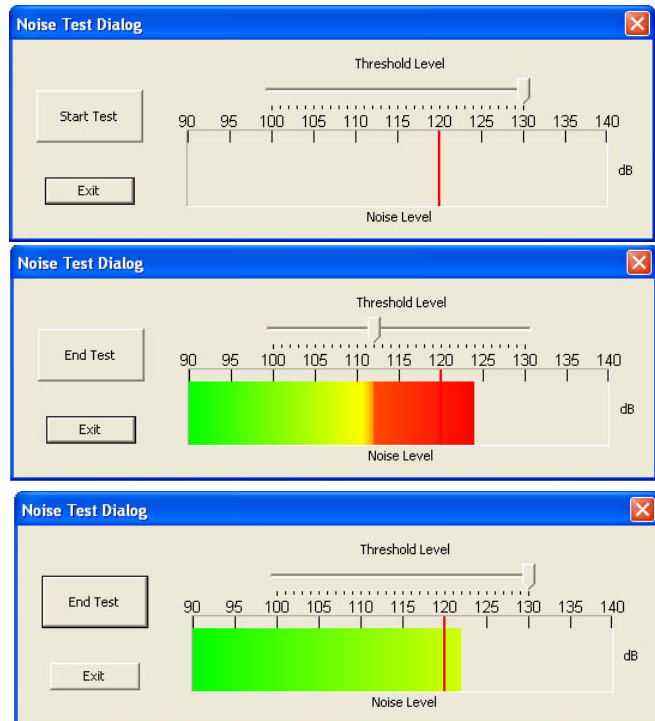 Noise Test Dialog
Threshold Level
Start Test
90 95 100 105 110 115 120 125 130 135 140
dB
Exit
Noise Level
Noise Test Dialog
Threshold Level
End Test
90 95 100 105 110 115 120 125 130 135 140
dB
Exit
Noise Level
Noise Test Dialog
Threshold Level
End Test
90 95 100 105 110 115 120 125 130 135 140
dB
Exit
Noise Level